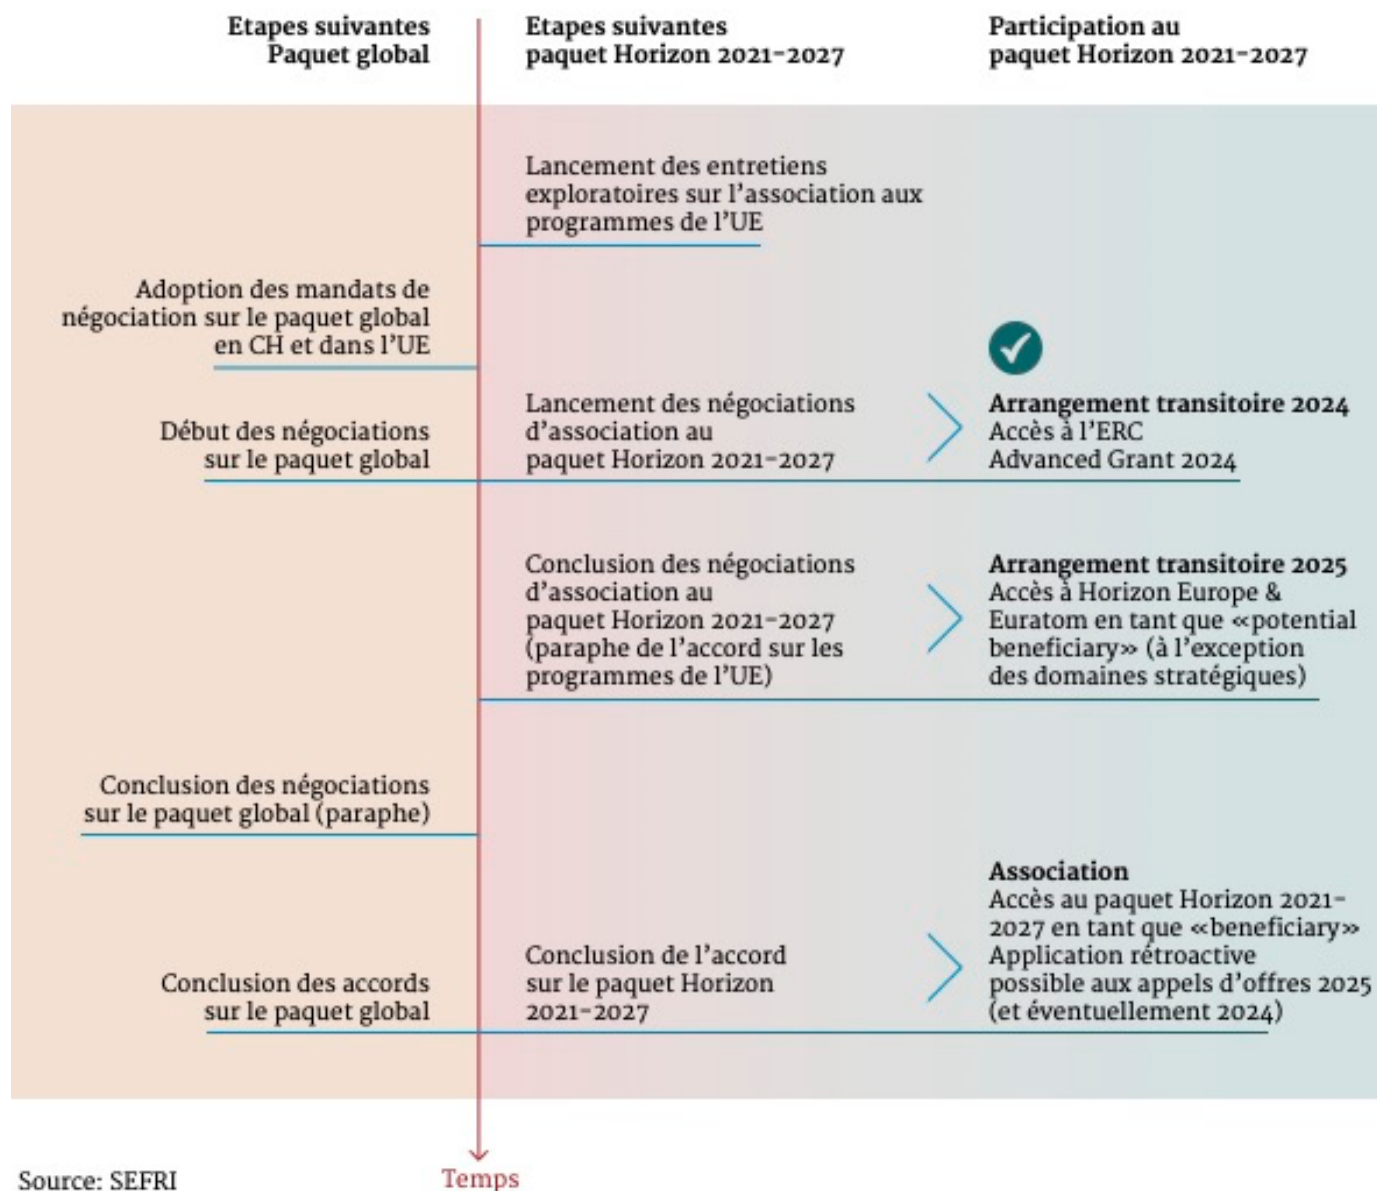 Etapes suivantes
Paquet global
Etapes suivantes
paquet Horizon 2021-2027
Participation au
paquet Horizon 2021-2027
Lancement des entretiens
exploratoires sur l’association aux
programmes de l’UE
Adoption des mandats de
négociation sur le paquet global
en CH et dans l’UE
Début des négociations
sur le paquet global
Lancement des négociations
d’association au
paquet Horizon 2021-2027
Arrangement transitoire 2024
Accès à l’ERC
Advanced Grant 2024
Conclusion des négociations
d’association au
paquet Horizon 2021-2027
(paraphe de l’accord sur les
programmes de l’UE)
Arrangement transitoire 2025
Accès à Horizon Europe &
Euratom en tant que «potential
beneficiary» (à l’exception
des domaines stratégiques)
Conclusion des négociations
sur le paquet global (paraphe)
Conclusion des accords
sur le paquet global
Conclusion de l’accord
sur le paquet Horizon
2021-2027
Association
Accès au paquet Horizon 2021-
2027 en tant que «beneficiary»
Application rétroactive
possible aux appels d’offres 2025
(et éventuellement 2024)
Source: SEFRI
Temps